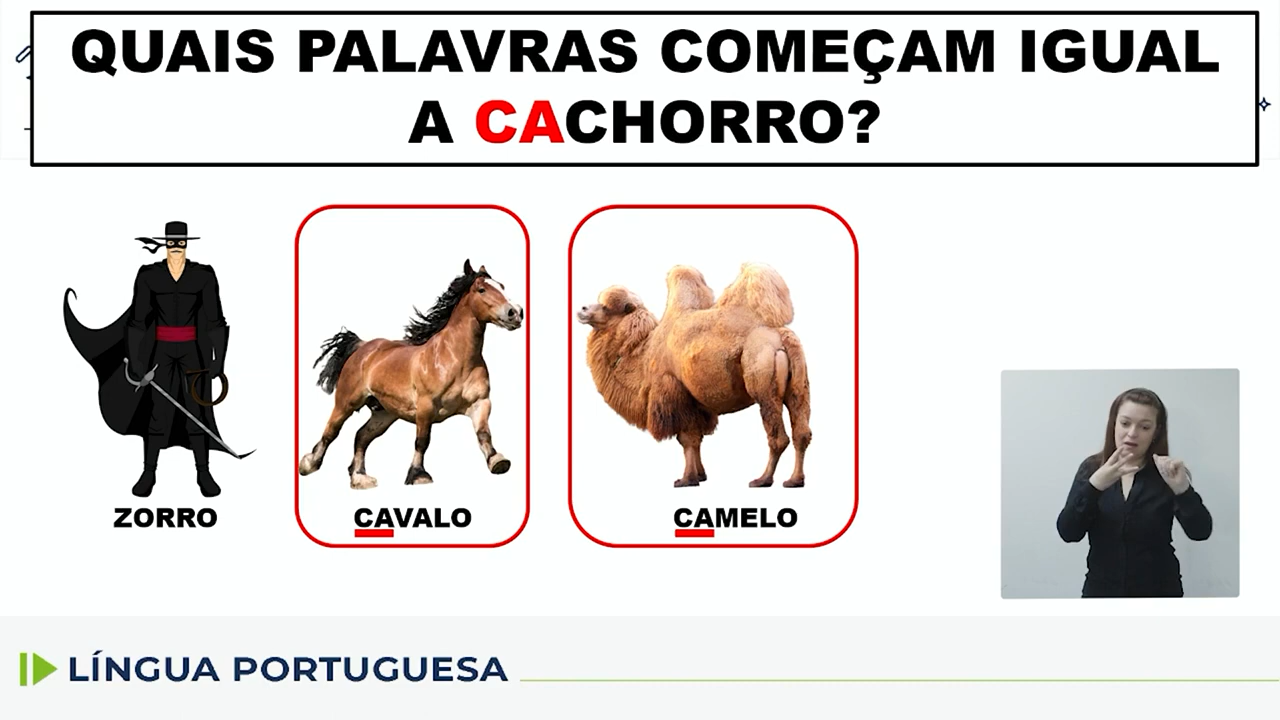 QUAIS PALAVRAS COMEÇAM IGUAL
A CACHORRO?
ZORRO
CAVALO
CAMELO
LÍNGUA PORTUGUESA